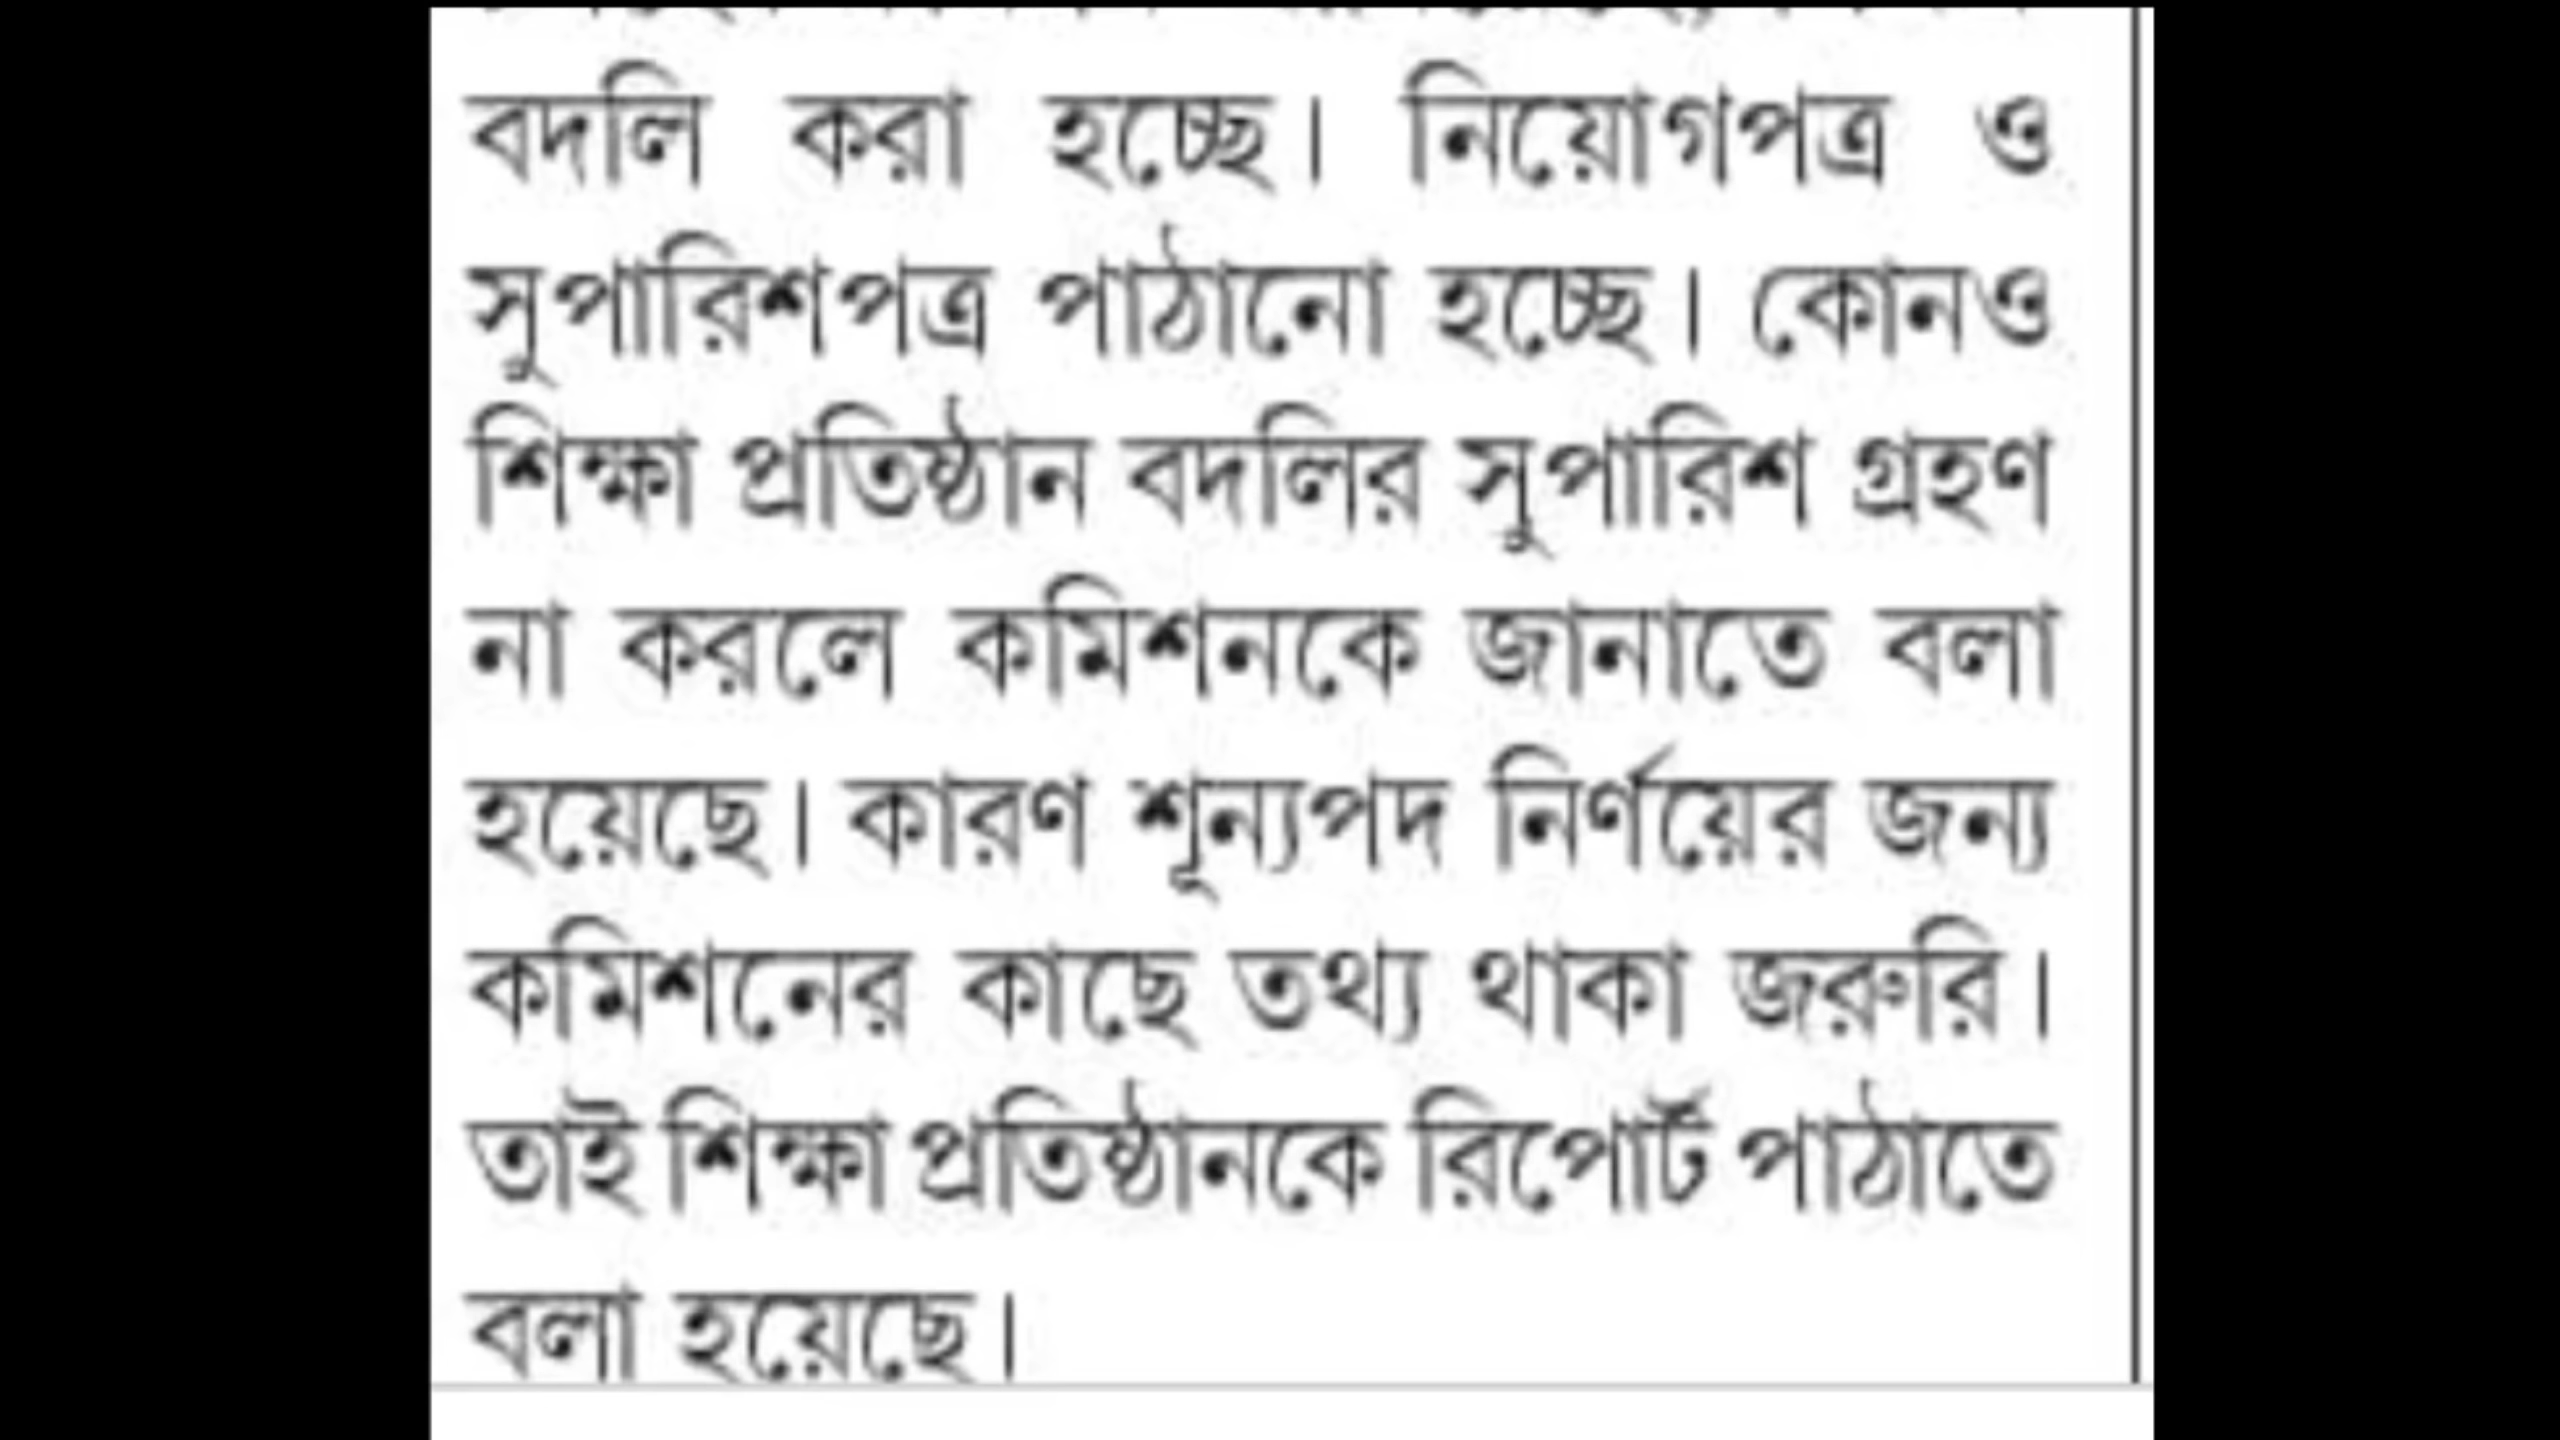 বদলি করা হচ্ছে। নিয়োগপত্র ও
সুপারিশপত্র পাঠানো হচ্ছে। কোনও
শিক্ষা প্রতিষ্ঠান বদলির সুপারিশ গ্রহণ
না করলে কমিশনকে জানাতে বলা
হয়েছে। কারণ শূন্যপদ নির্ণয়ের জন্য
কমিশনের কাছে তথ্য থাকা জরুরি।
তাই শিক্ষা প্রতিষ্ঠানকে রিপোর্ট পাঠাতে
বলা হয়েছে।